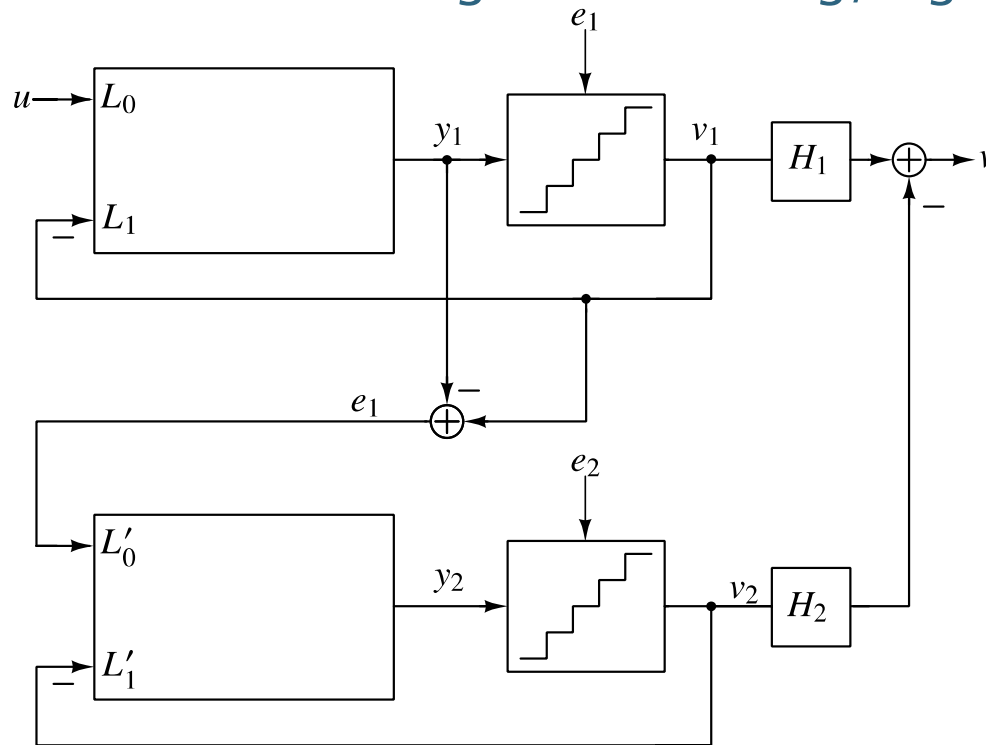 e₁
u
L₀
y₁
v₁
H₁
L₁
−
−
−
e₁
e₂
L′₀
y₂
v₂
H₂
L′₁
−